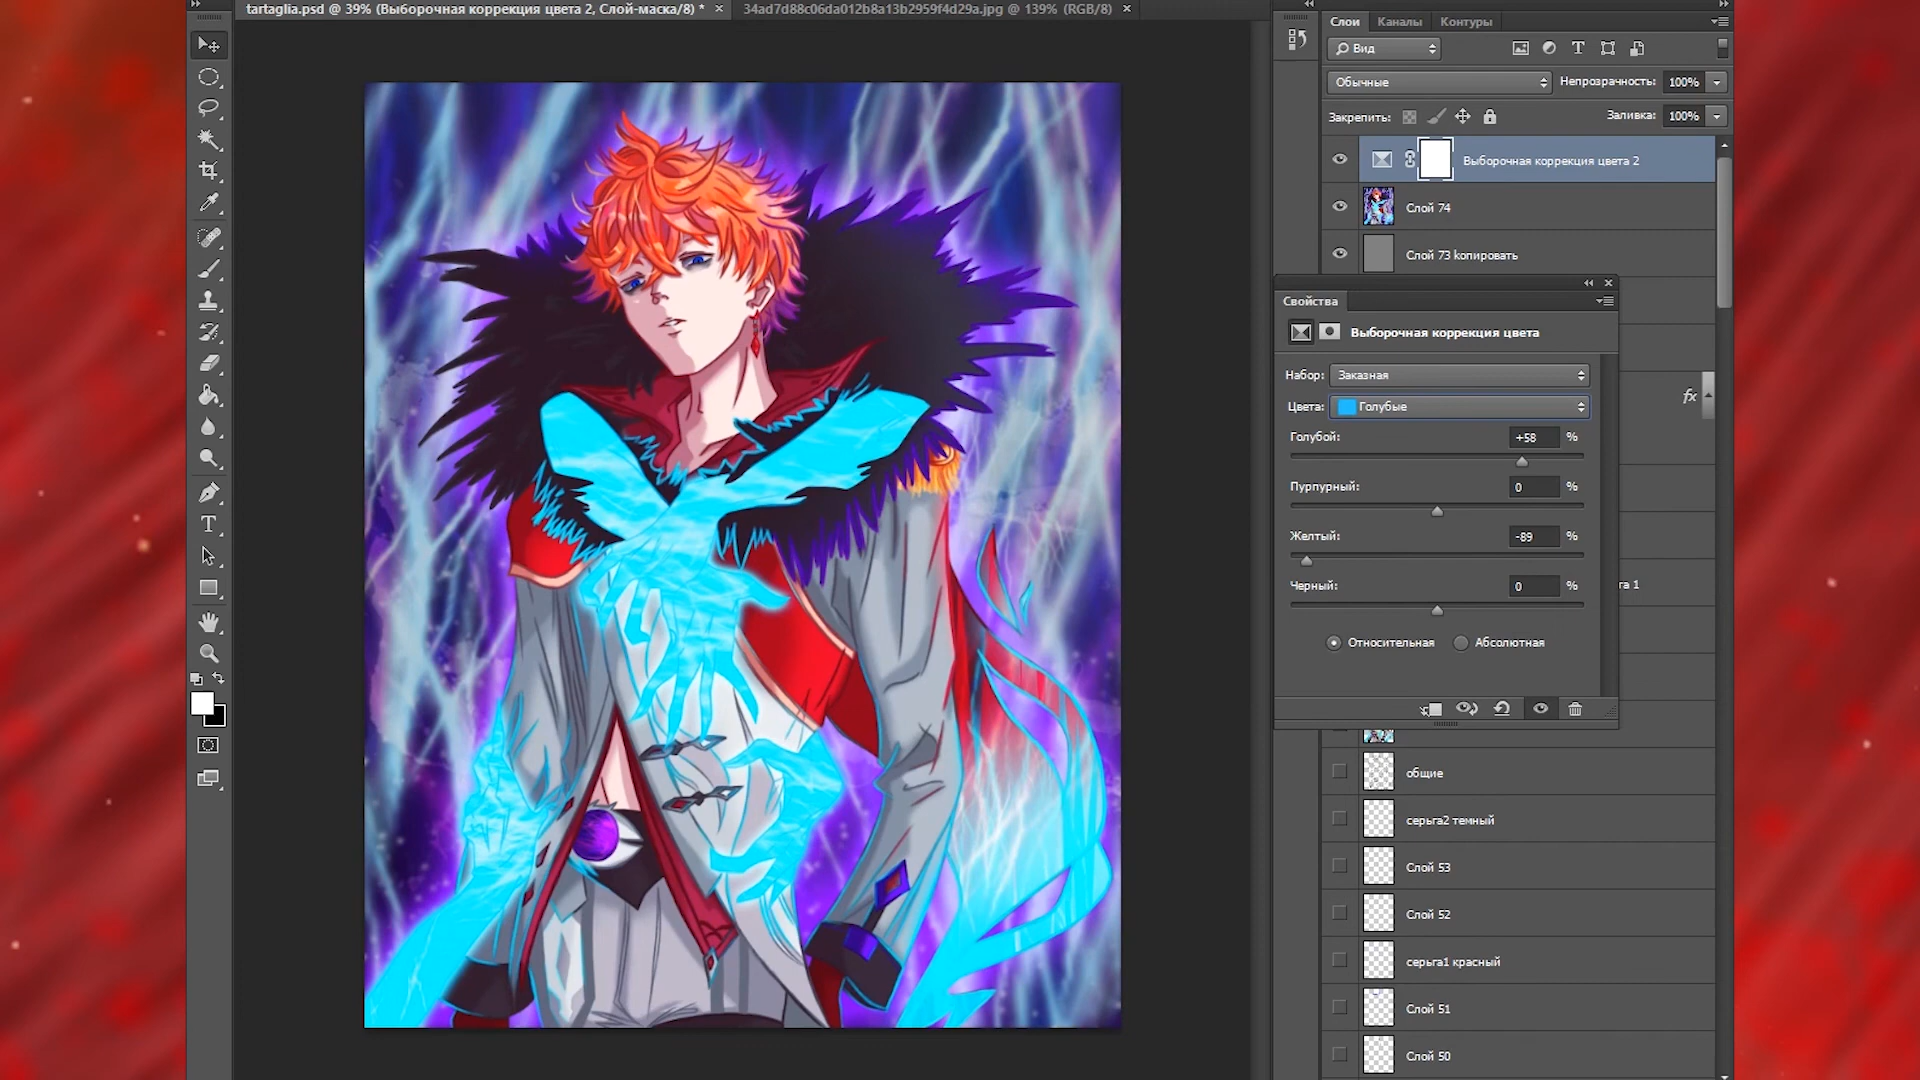 tartaglia.psd @ 39% (Выборочная коррекция цвета 2, Слой-маска/8) *
34ad7d88c06da012b8a13b2959f4d29a.jpg @ 139% (RGB/8)
Слои Каналы Контуры
Вид
Обычные Непрозрачность: 100%
Закрепить: Заливка: 100%
Выборочная коррекция цвета 2
Слой 74
Слой 73 копировать
Свойства
Выборочная коррекция цвета
Набор: Заказная
fx
Цвета: Голубые
Голубой: +58 %
Пурпурный: 0 %
Желтый: -89 %
Черный: 0 %
та 1
Относительная Абсолютная
общие
серьга2 темный
Слой 53
Слой 52
серьга1 красный
Слой 51
Слой 50